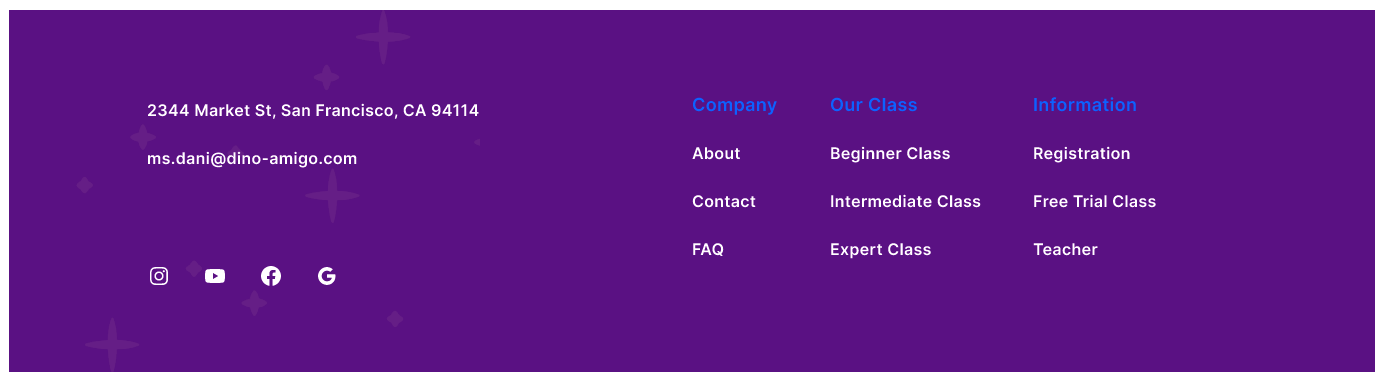 2344 Market St, San Francisco, CA 94114
ms.dani@dino-amigo.com
Company
About
Contact
FAQ
Our Class
Beginner Class
Intermediate Class
Expert Class
Information
Registration
Free Trial Class
Teacher